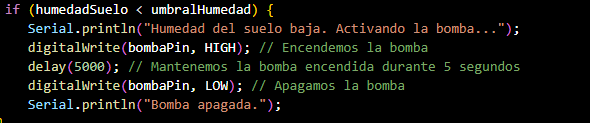 if (humedadSuelo < umbralHumedad) {
Serial.println("Humedad del suelo baja. Activando la bomba...");
digitalWrite(bombaPin, HIGH); // Encendemos la bomba
delay(5000); // Mantenemos la bomba encendida durante 5 segundos
digitalWrite(bombaPin, LOW); // Apagamos la bomba
Serial.println("Bomba apagada.");